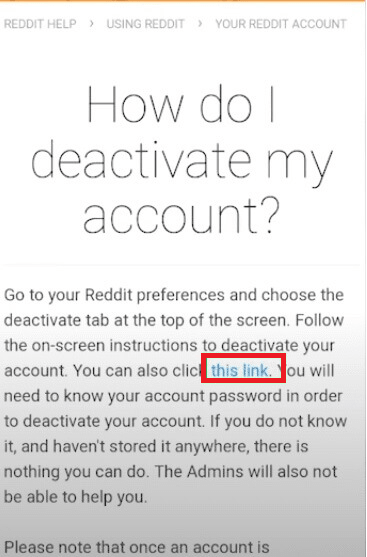 REDDIT HELP > USING REDDIT > YOUR REDDIT ACCOUNT
How do I
deactivate my
account?
Go to your Reddit preferences and choose the
deactivate tab at the top of the screen. Follow
the on-screen instructions to deactivate your
account. You can also click this link. You will
need to know your account password in order
to deactivate your account. If you do not know
it, and haven't stored it anywhere, there is
nothing you can do. The Admins will also not
be able to help you.
Please note that once an account is